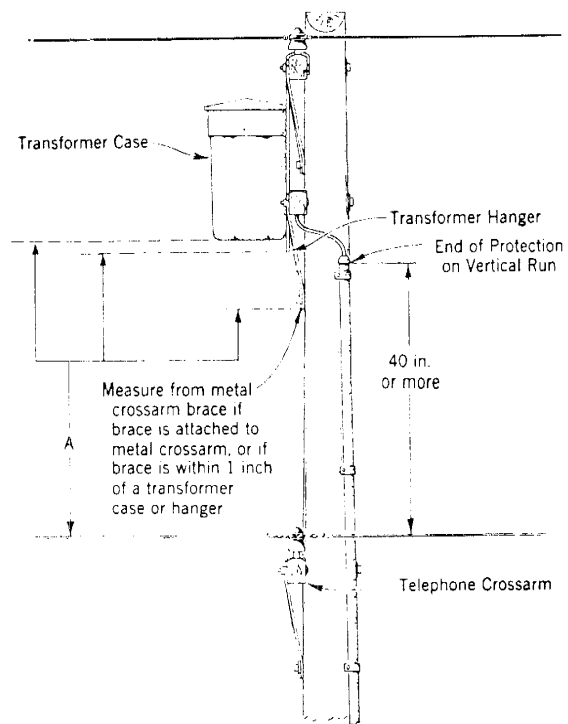 Transformer Case
Transformer Hanger
End of Protection
on Vertical Run
40 in.
or more
Measure from metal
crossarm brace if
brace is attached to
metal crossarm, or if
brace is within 1 inch
of a transformer
case or hanger
A
Telephone Crossarm